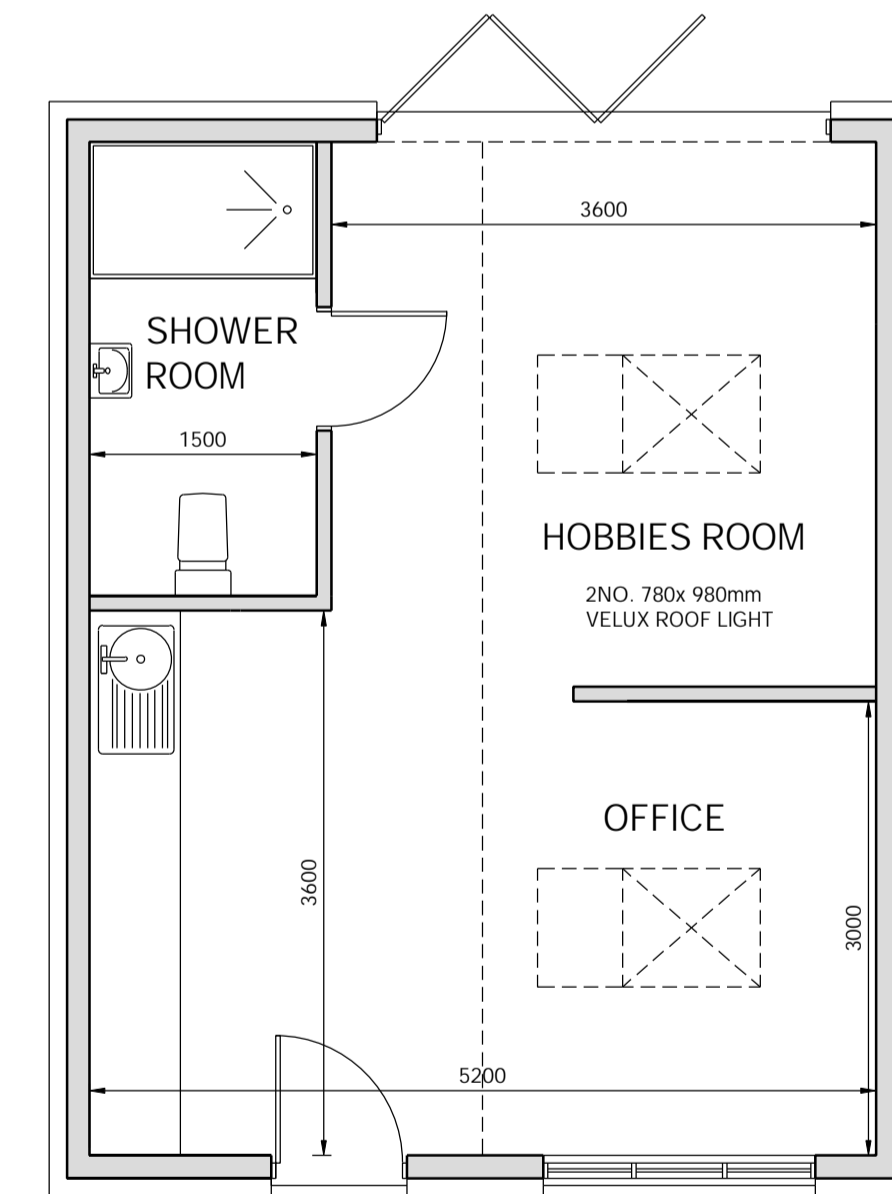 3600
SHOWER
ROOM
1500
HOBBIES ROOM
2NO. 780x 980mm
VELUX ROOF LIGHT
OFFICE
3600
3000
5200